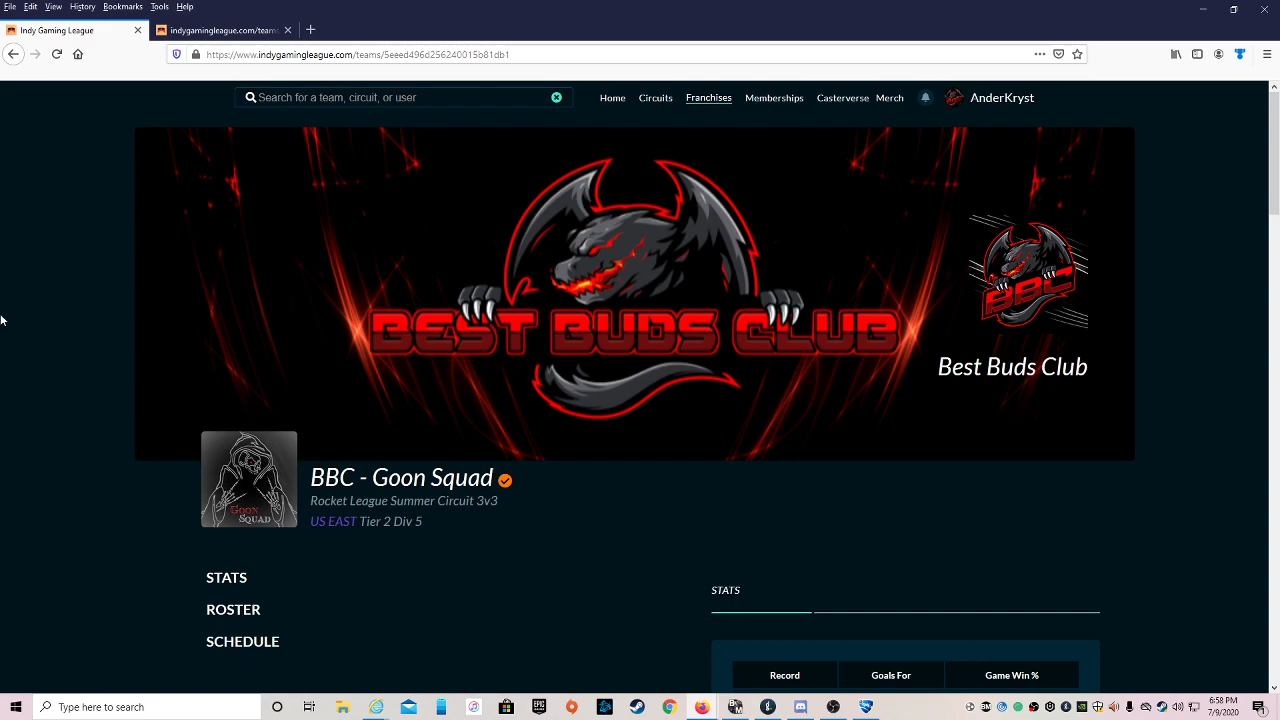 File Edit View History Bookmarks Tools Help
Indy Gaming League
indygamingleague.com/teams
https://www.indygamingleague.com/teams/5eeed496d256240015b81db1
Search for a team, circuit, or user
Home Circuits Franchises Memberships Casterverse Merch AnderKryst
BEST BUDS CLUB
BBC
Best Buds Club
GOON SQUAD
BBC - Goon Squad
Rocket League Summer Circuit 3v3
US EAST Tier 2 Div 5
STATS
ROSTER
SCHEDULE
STATS
Record Goals For Game Win %
Type here to search
6:58 PM
7/9/2020